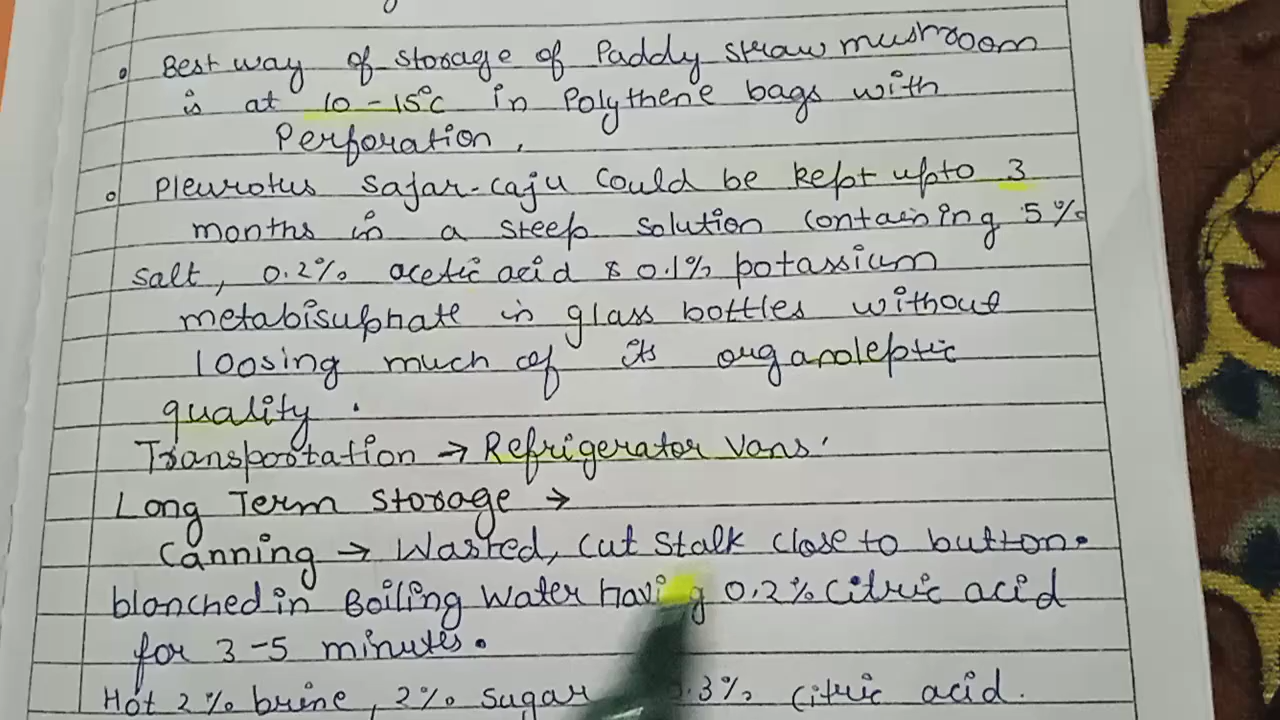 Best way of storage of Paddy straw mushroom
is at 10-15°c in Polythene bags with
Perforation.
Pleurotus Sajar-caju could be kept upto 3
months in a steep solution containing 5%
salt, 0.2% acetic acid & 0.1% potassium
metabisuphate in glass bottles without
loosing much of its organoleptic
quality.
Transportation → Refrigerator Vans.
Long Term Storage →
Canning → Wasted, cut stalk close to button.
blanched in Boiling Water having 0.2% Citric acid
for 3-5 minutes.
Hot 2% brine, 2% sugar .3% citric acid.